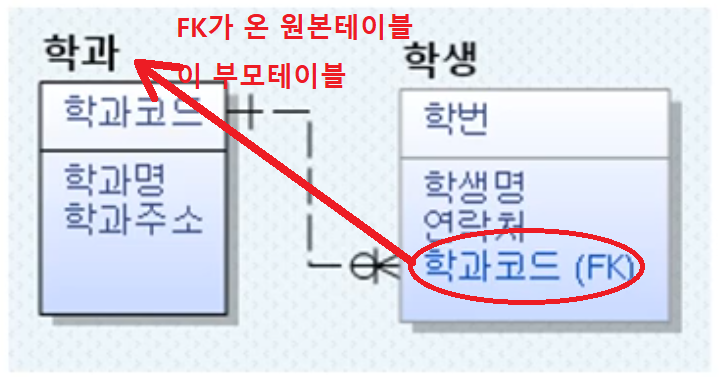 FK가 온 원본테이블
이 부모테이블
학과
학과코드
학과명
학과주소
학생
학번
학생명
연락처
학과코드 (FK)